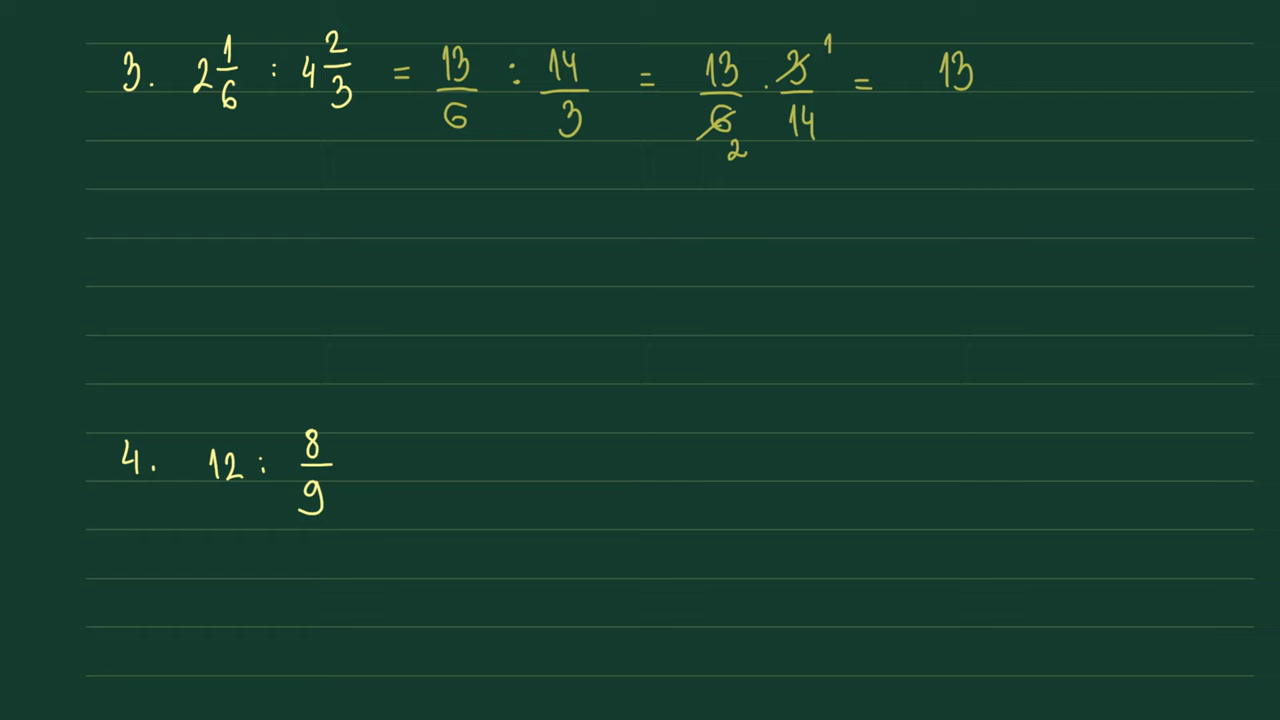 3. 2 1/6 : 4 2/3 = 13/6 : 14/3 = 13/6 2 · 3/14 1 = 13
4. 12 : 8/9